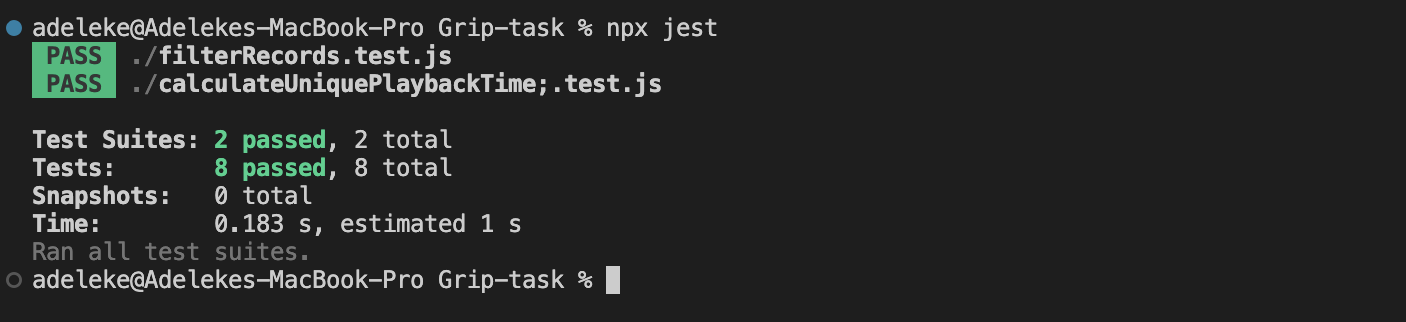 adeleke@Adelekes-MacBook-Pro Grip-task % npx jest
PASS ./filterRecords.test.js
PASS ./calculateUniquePlaybackTime;.test.js
Test Suites: 2 passed, 2 total
Tests: 8 passed, 8 total
Snapshots: 0 total
Time: 0.183 s, estimated 1 s
Ran all test suites.
adeleke@Adelekes-MacBook-Pro Grip-task %